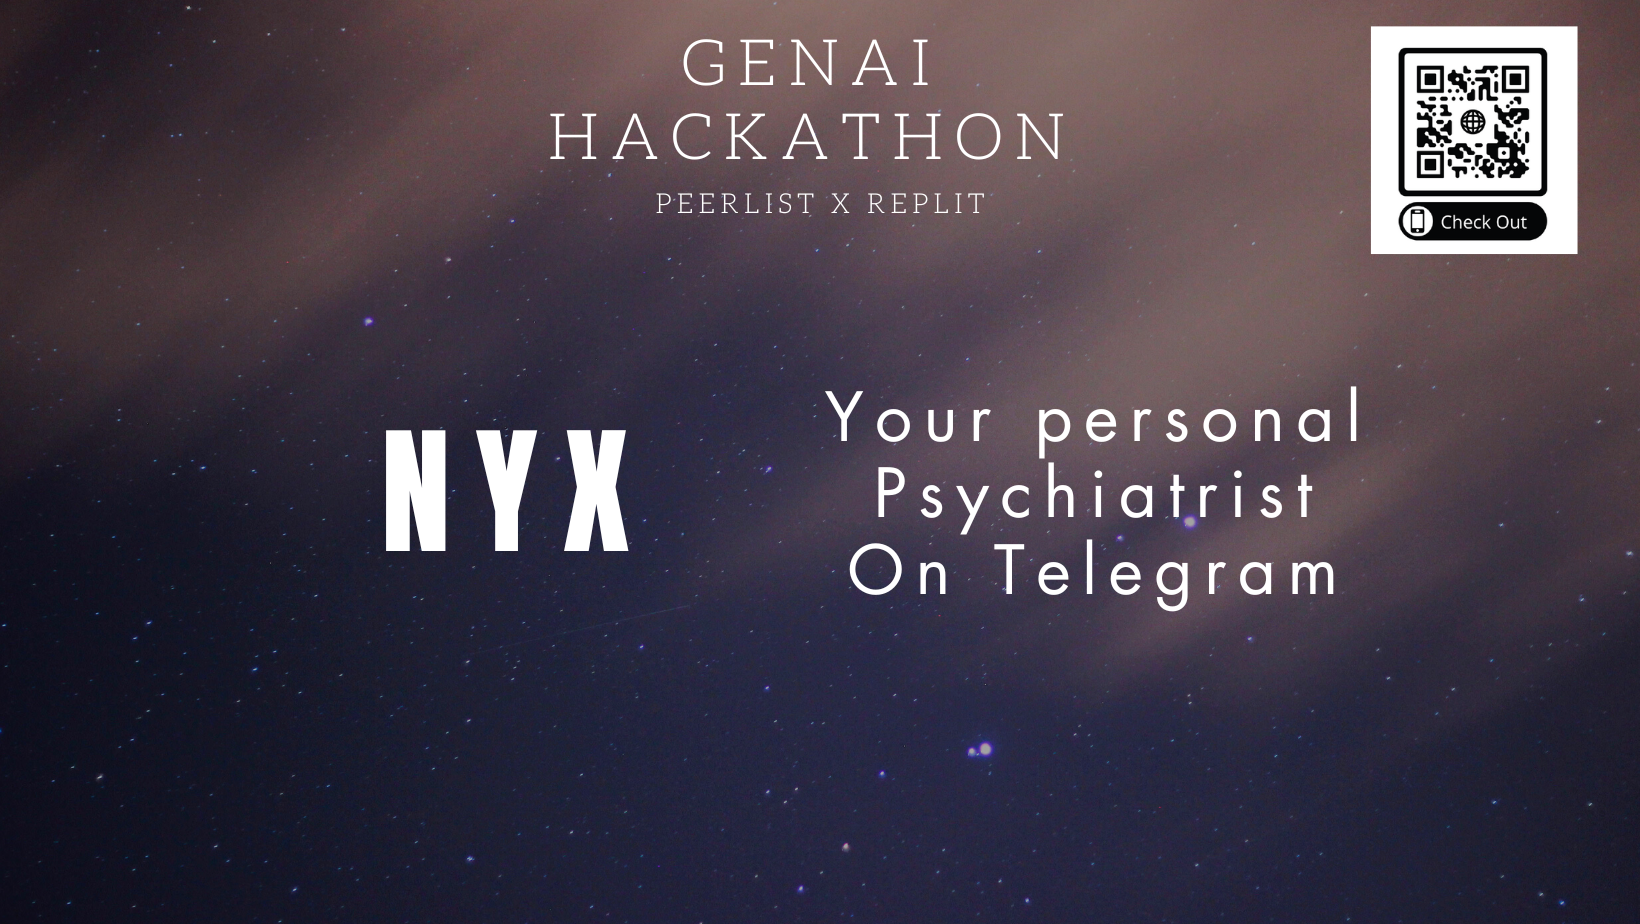 GENAI
HACKATHON
PEERLIST X REPLIT
Check Out
NYX
Your personal
Psychiatrist
On Telegram